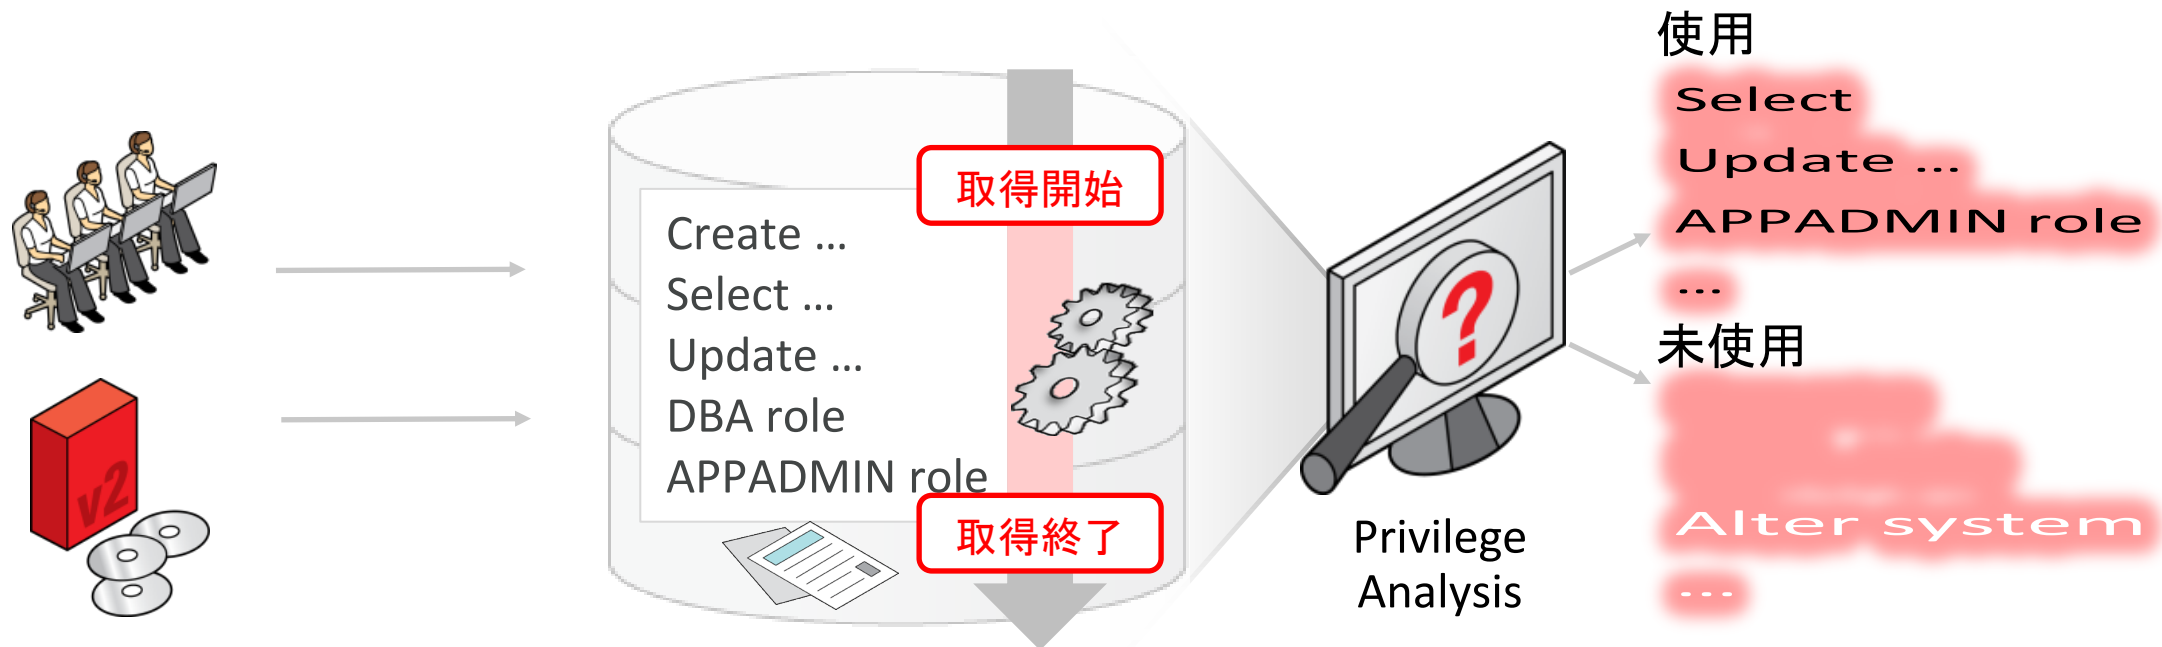 v2
取得開始
Create ...
Select ...
Update ...
DBA role
APPADMIN role
取得終了
?
Privilege
Analysis
使用
Select
Update ...
APPADMIN role
...
未使用
Alter system
...